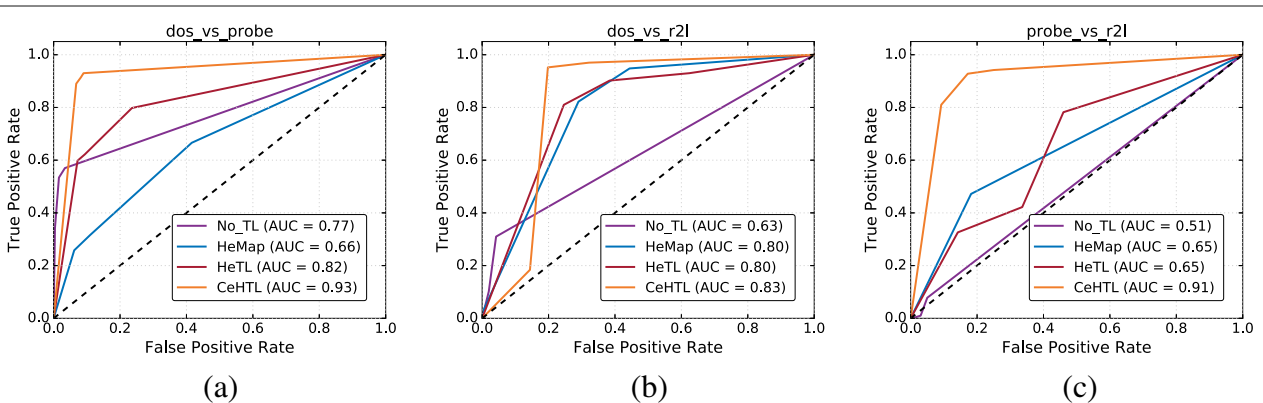 dos_vs_probe
1.0
0.8
0.6
0.4
0.2
0.0
True Positive Rate
No_TL (AUC = 0.77)
HeMap (AUC = 0.66)
HeTL (AUC = 0.82)
CeHTL (AUC = 0.93)
0.0 0.2 0.4 0.6 0.8 1.0
False Positive Rate
(a)
dos_vs_r2l
1.0
0.8
0.6
0.4
0.2
0.0
True Positive Rate
No_TL (AUC = 0.63)
HeMap (AUC = 0.80)
HeTL (AUC = 0.80)
CeHTL (AUC = 0.83)
0.0 0.2 0.4 0.6 0.8 1.0
False Positive Rate
(b)
probe_vs_r2l
1.0
0.8
0.6
0.4
0.2
0.0
True Positive Rate
No_TL (AUC = 0.51)
HeMap (AUC = 0.65)
HeTL (AUC = 0.65)
CeHTL (AUC = 0.91)
0.0 0.2 0.4 0.6 0.8 1.0
False Positive Rate
(c)